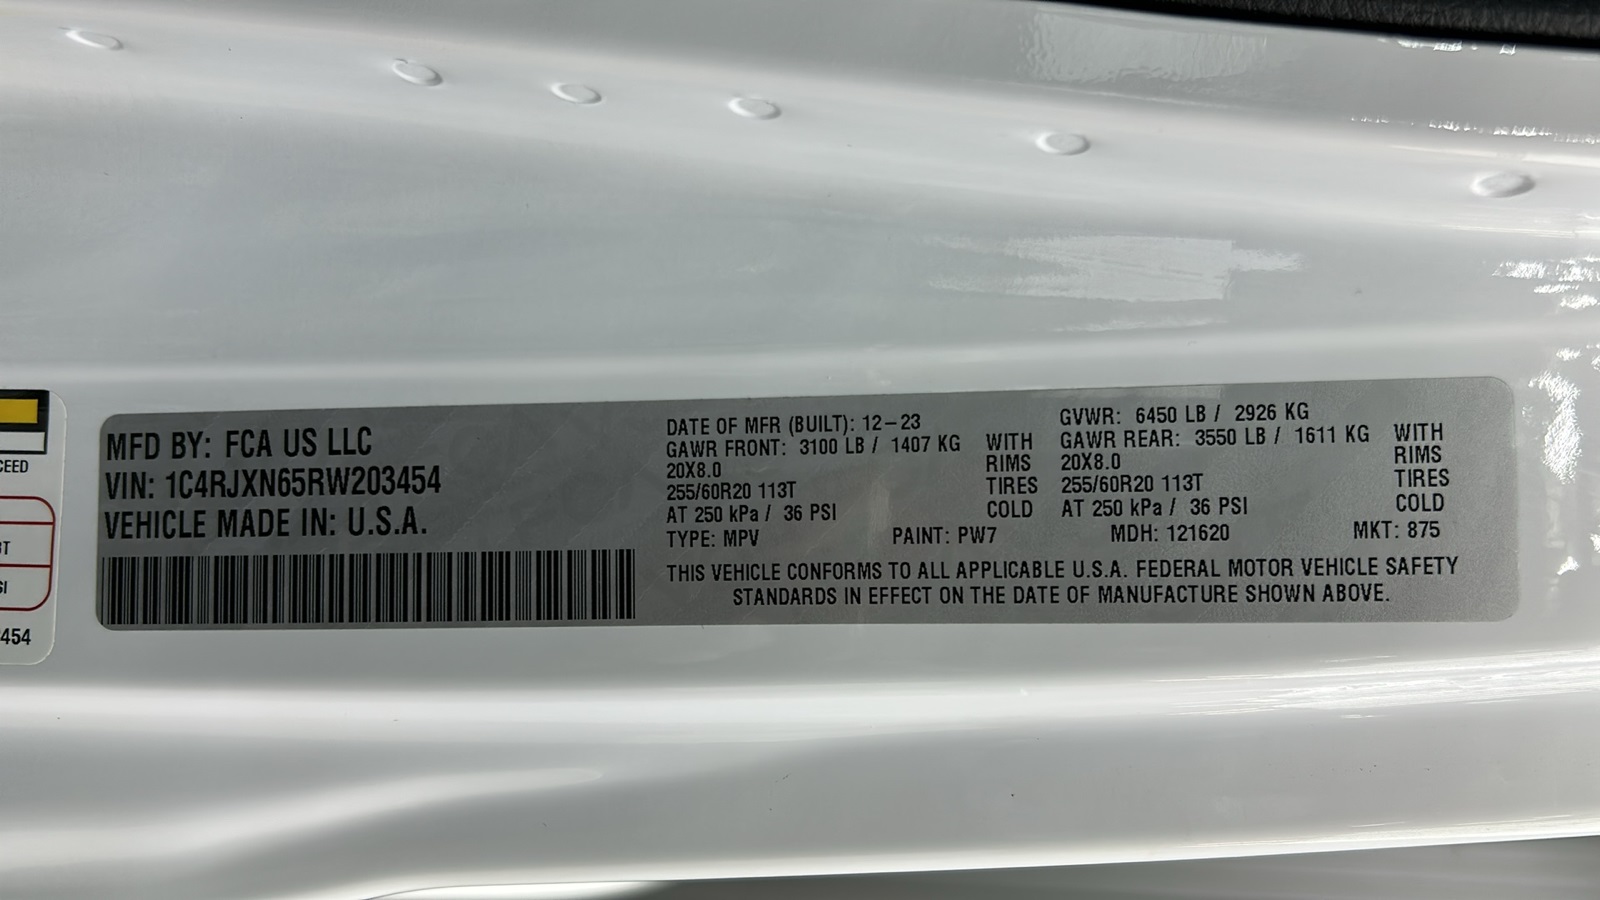 CEED
BT
SI
454
MFD BY: FCA US LLC
VIN: 1C4RJXN65RW203454
VEHICLE MADE IN: U.S.A.
DATE OF MFR (BUILT): 12-23
GAWR FRONT: 3100 LB / 1407 KG WITH
20X8.0 RIMS
255/60R20 113T TIRES
AT 250 kPa / 36 PSI COLD
GVWR: 6450 LB / 2926 KG
GAWR REAR: 3550 LB / 1611 KG WITH
20X8.0 RIMS
255/60R20 113T TIRES
AT 250 kPa / 36 PSI COLD
TYPE: MPV PAINT: PW7 MDH: 121620 MKT: 875
THIS VEHICLE CONFORMS TO ALL APPLICABLE U.S.A. FEDERAL MOTOR VEHICLE SAFETY
STANDARDS IN EFFECT ON THE DATE OF MANUFACTURE SHOWN ABOVE.